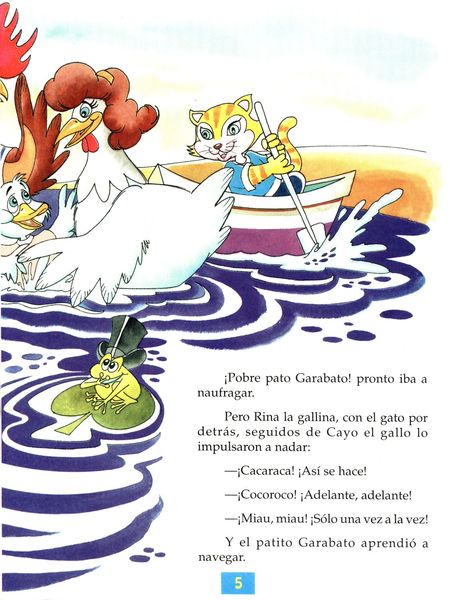 ¡Pobre pato Garabato! pronto iba a
naufragar.
Pero Rina la gallina, con el gato por
detrás, seguidos de Cayo el gallo lo
impulsaron a nadar:
—¡Cacaraca! ¡Así se hace!
—¡Cocoroco! ¡Adelante, adelante!
—¡Miau, miau! ¡Sólo una vez a la vez!
Y el patito Garabato aprendió a
navegar.
5